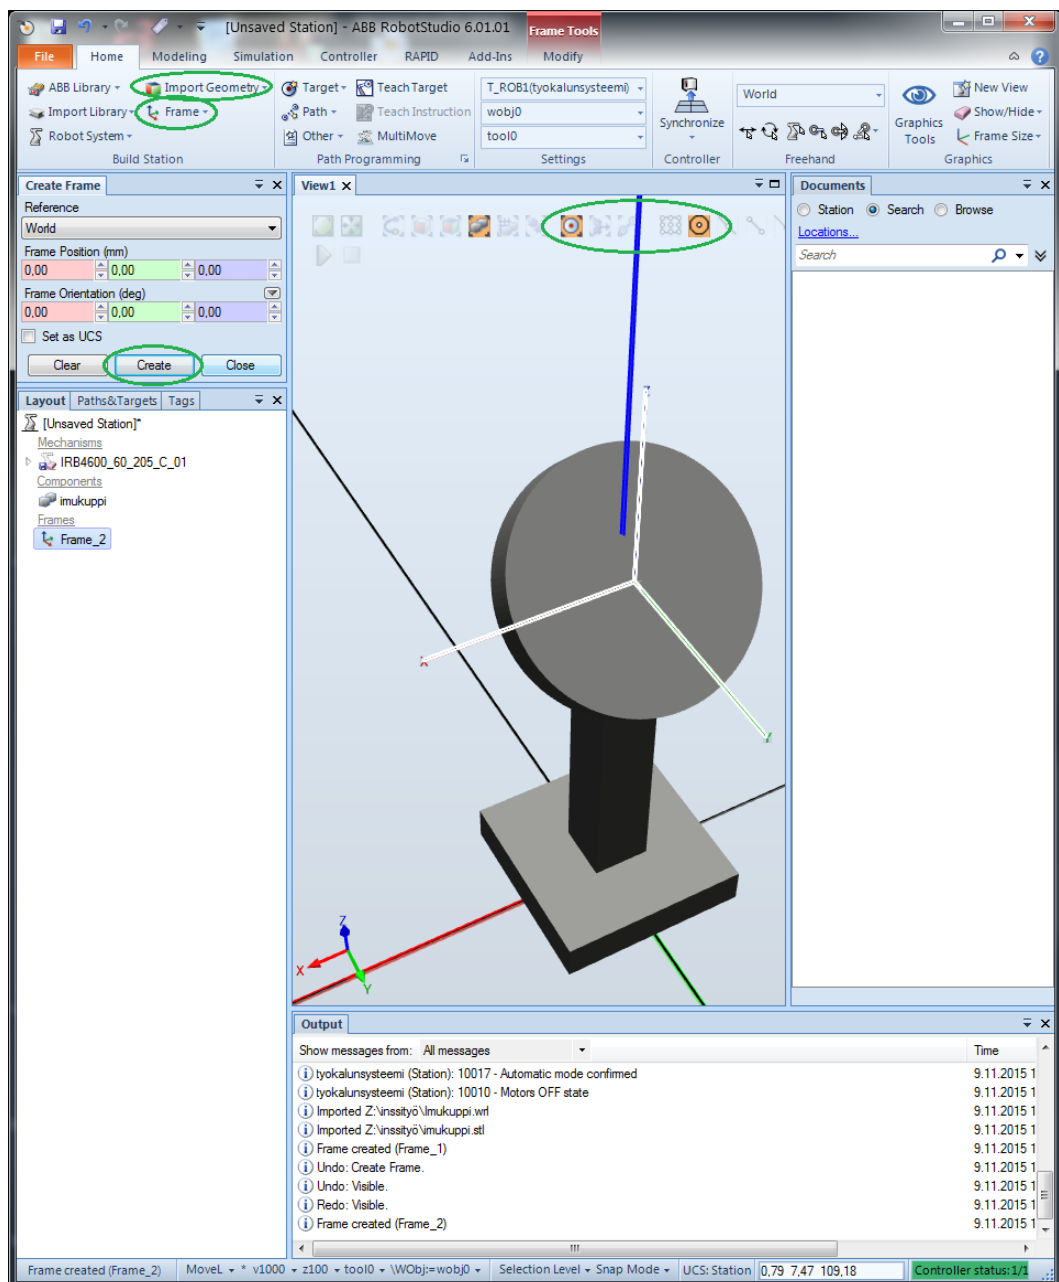 [Unsaved Station] - ABB RobotStudio 6.01.01
Frame Tools
File Home Modeling Simulation Controller RAPID Add-Ins Modify
ABB Library Import Geometry Target Teach Target T_ROB1(tyokalunsysteemi) World New View
Import Library Frame Path Teach Instruction wobj0 Synchronize Graphics Tools Show/Hide
Robot System Other MultiMove tool0 Frame Size
Build Station Path Programming Settings Controller Freehand Graphics
Create Frame
Reference
World
Frame Position (mm)
0,00 0,00 0,00
Frame Orientation (deg)
0,00 0,00 0,00
Set as UCS
Clear Create Close
Layout Paths&Targets Tags
[Unsaved Station]*
Mechanisms
IRB4600_60_205_C_01
Components
imukuppi
Frames
Frame_2
View1
Z
X
Y
Z
X
Y
Documents
Station Search Browse
Locations...
Search
Output
Show messages from: All messages Time
tyokalunsysteemi (Station): 10017 - Automatic mode confirmed 9.11.2015 1
tyokalunsysteemi (Station): 10010 - Motors OFF state 9.11.2015 1
Imported Z:\inssityö\Imukuppi.wrl 9.11.2015 1
Imported Z:\inssityö\imukuppi.stl 9.11.2015 1
Frame created (Frame_1) 9.11.2015 1
Undo: Create Frame. 9.11.2015 1
Undo: Visible. 9.11.2015 1
Redo: Visible. 9.11.2015 1
Frame created (Frame_2) 9.11.2015 1
Frame created (Frame_2) MoveL * v1000 z100 tool0 \WObj:=wobj0 Selection Level Snap Mode UCS: Station 0,79 7,47 109,18 Controller status: 1/1